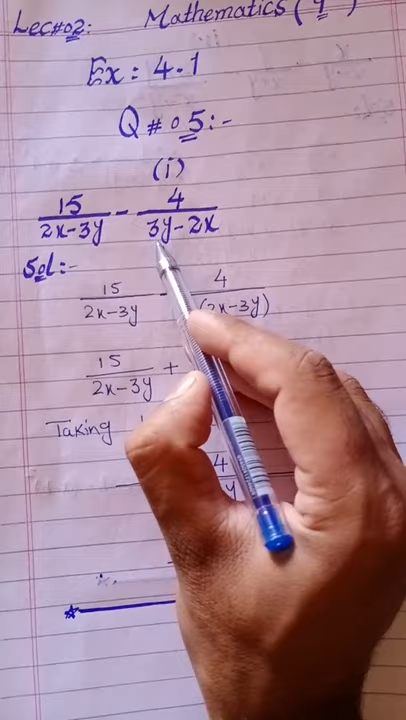 Lec#02: Mathematics (9)
Ex: 4.1
Q # 05:-
(i)
15/(2x-3y) - 4/(3y-2x)
Sol:-
15/(2x-3y) - 4/(2x-3y)
15/(2x-3y) +
Taking
4
y